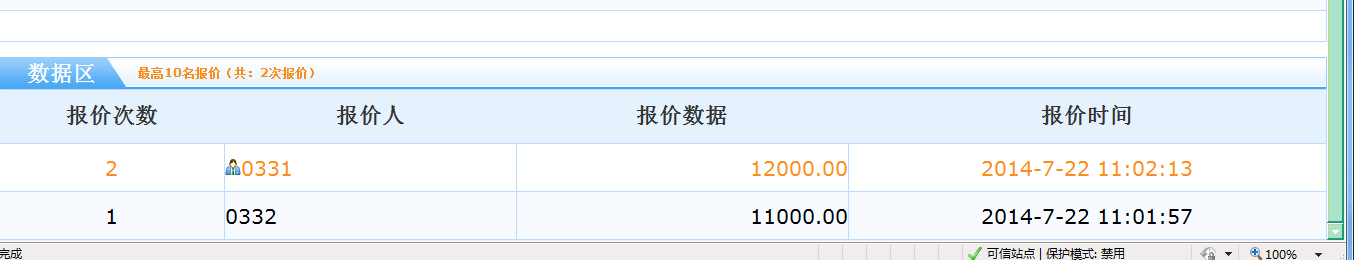 数据区 最高10名报价（共：2次报价）
报价次数 报价人 报价数据 报价时间
2 0331 12000.00 2014-7-22 11:02:13
1 0332 11000.00 2014-7-22 11:01:57
完成 可信站点 | 保护模式: 禁用 100%